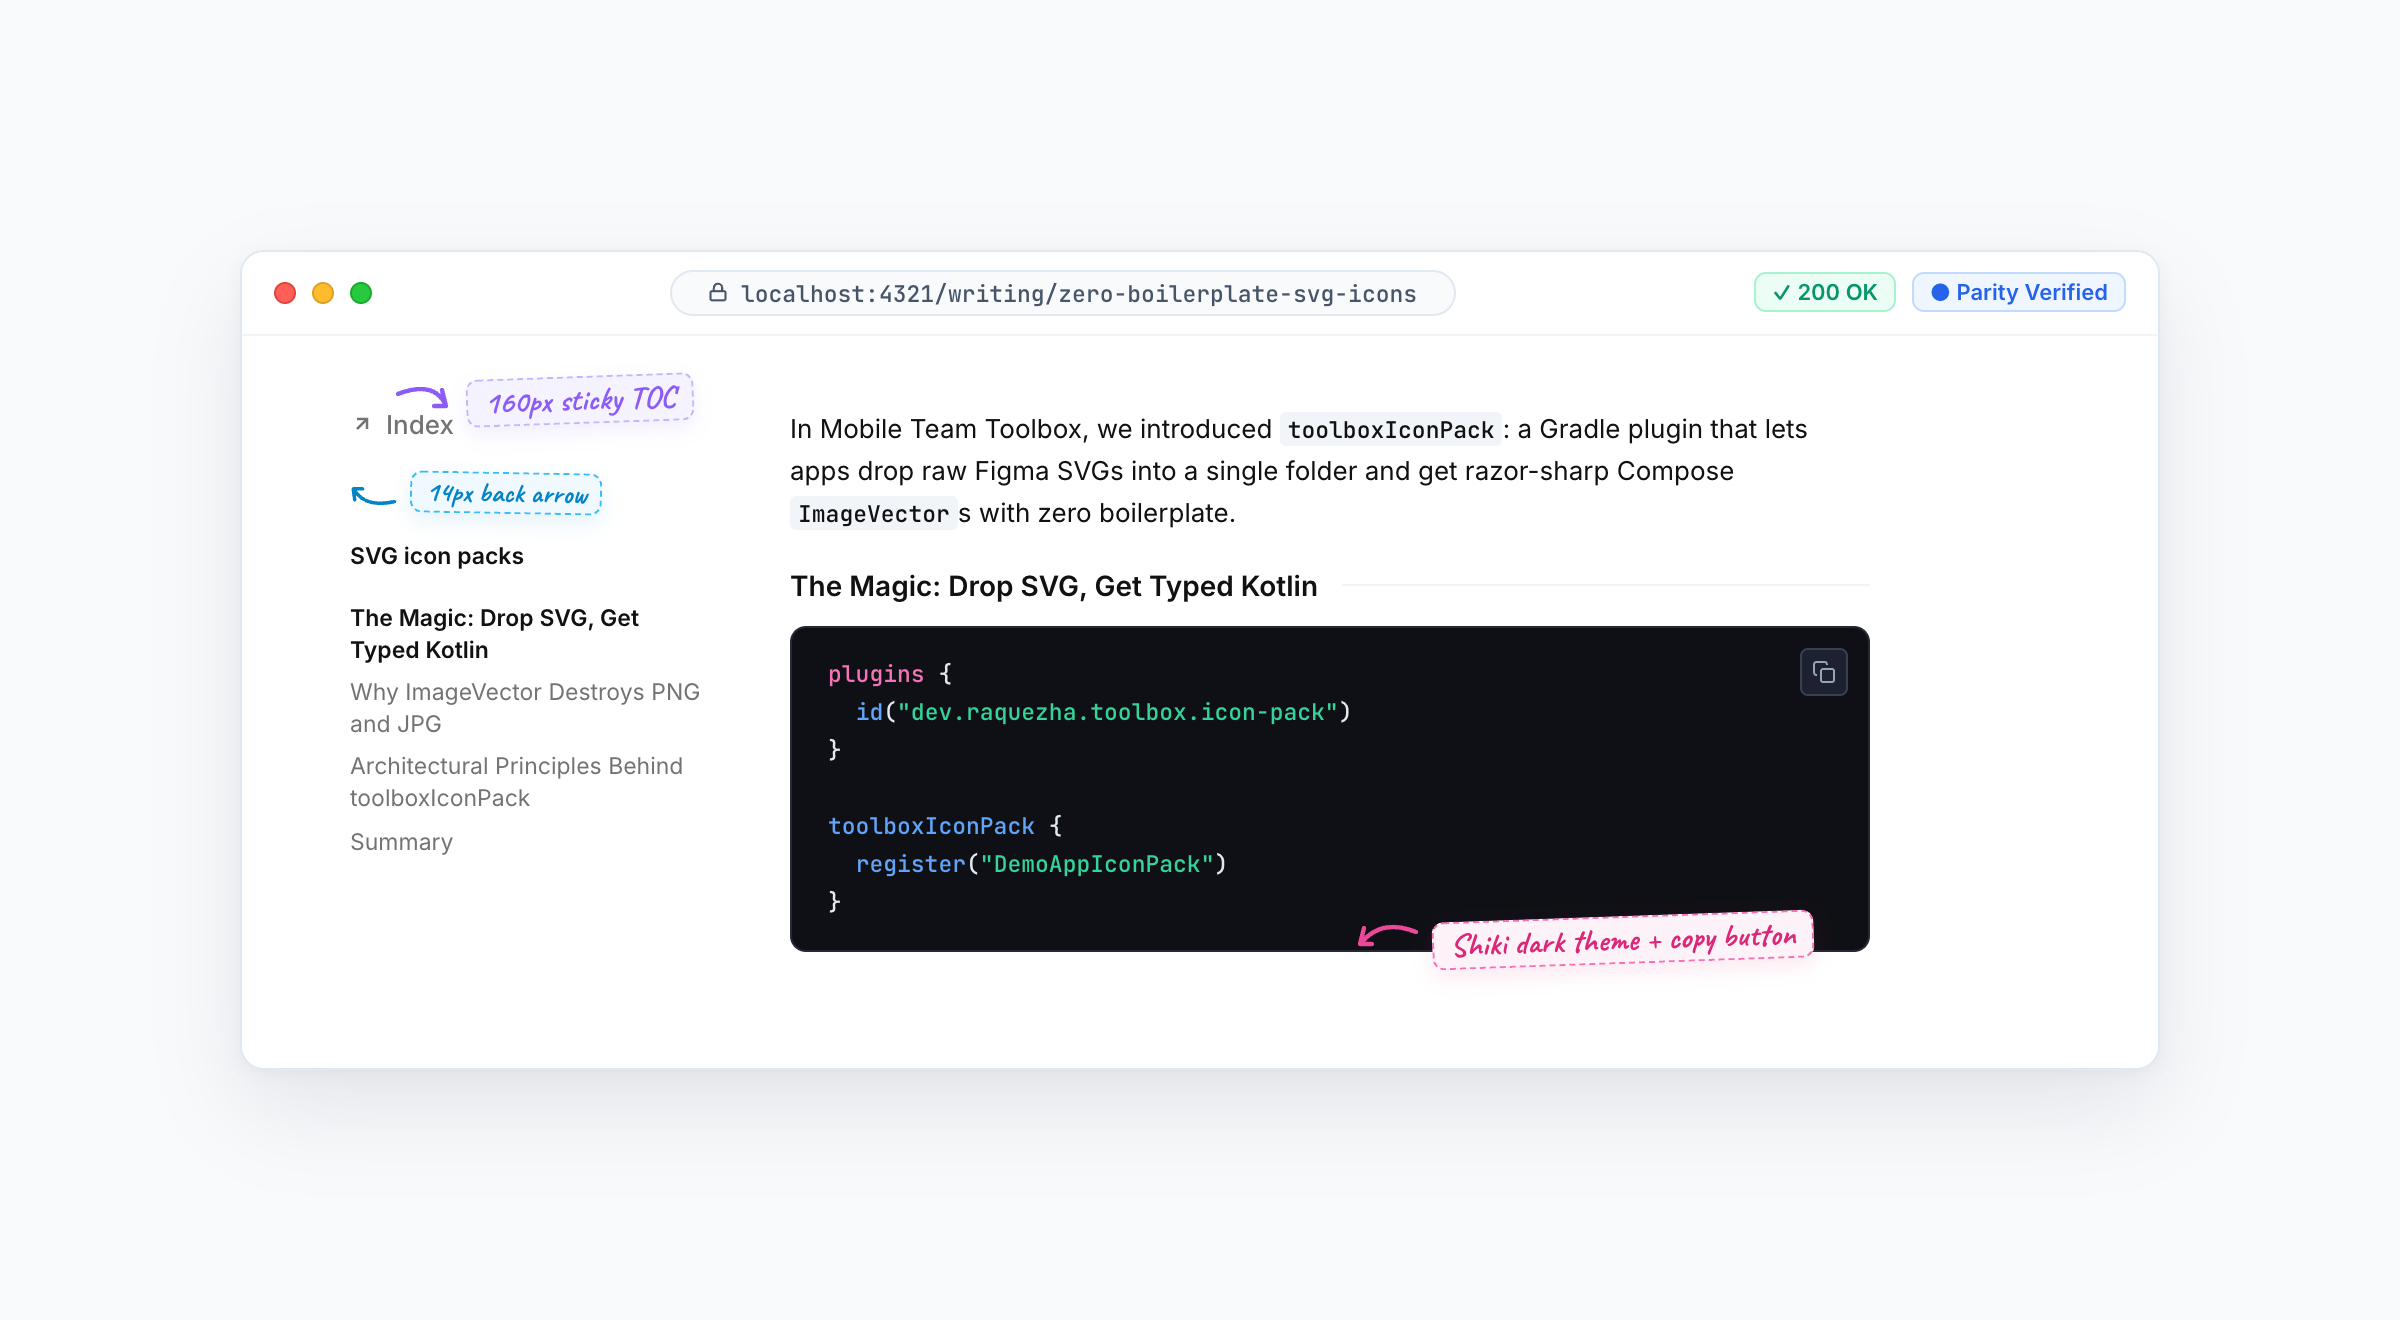 localhost:4321/writing/zero-boilerplate-svg-icons
200 OK
Parity Verified
160px sticky TOC
Index
14px back arrow
SVG icon packs
The Magic: Drop SVG, Get
Typed Kotlin
Why ImageVector Destroys PNG
and JPG
Architectural Principles Behind
toolboxIconPack
Summary
In Mobile Team Toolbox, we introduced toolboxIconPack: a Gradle plugin that lets
apps drop raw Figma SVGs into a single folder and get razor-sharp Compose
ImageVectors with zero boilerplate.
The Magic: Drop SVG, Get Typed Kotlin
plugins {
  id("dev.raquezha.toolbox.icon-pack")
}
toolboxIconPack {
  register("DemoAppIconPack")
}
Shiki dark theme + copy button